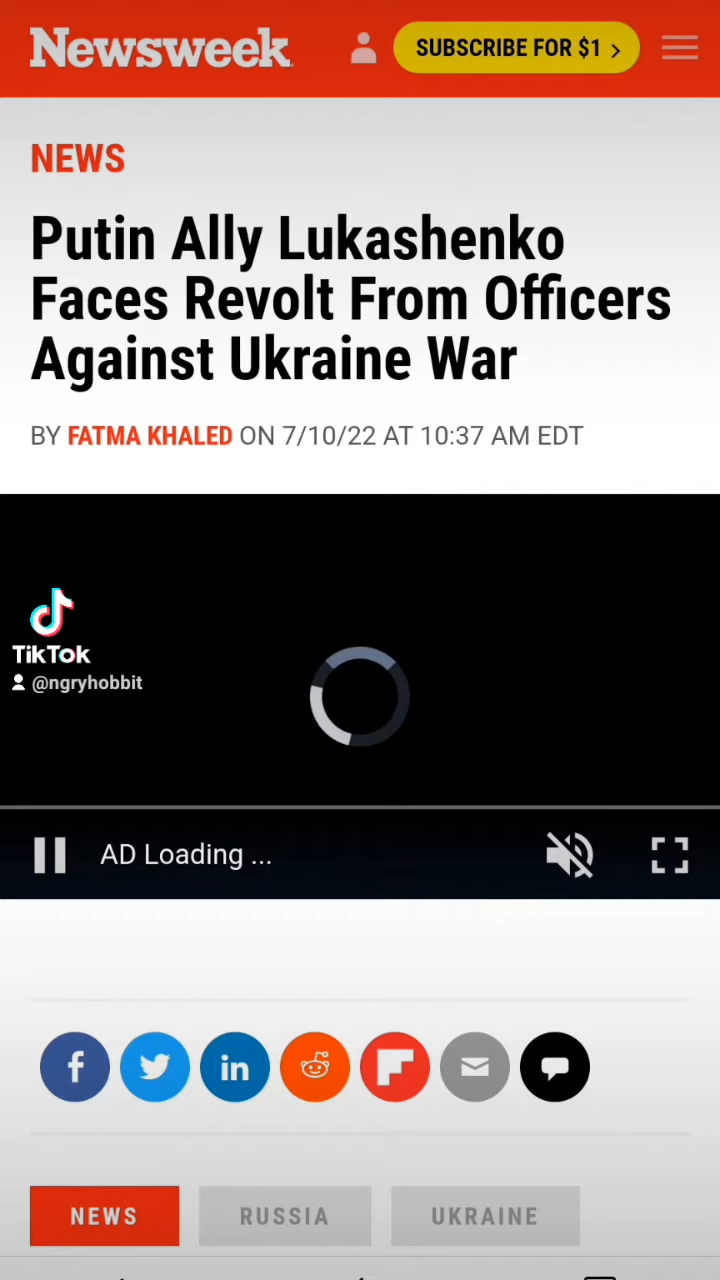 Newsweek
SUBSCRIBE FOR $1 >
NEWS
Putin Ally Lukashenko
Faces Revolt From Officers
Against Ukraine War
BY FATMA KHALED ON 7/10/22 AT 10:37 AM EDT
TikTok
@ngryhobbit
AD Loading ...
NEWS
RUSSIA
UKRAINE